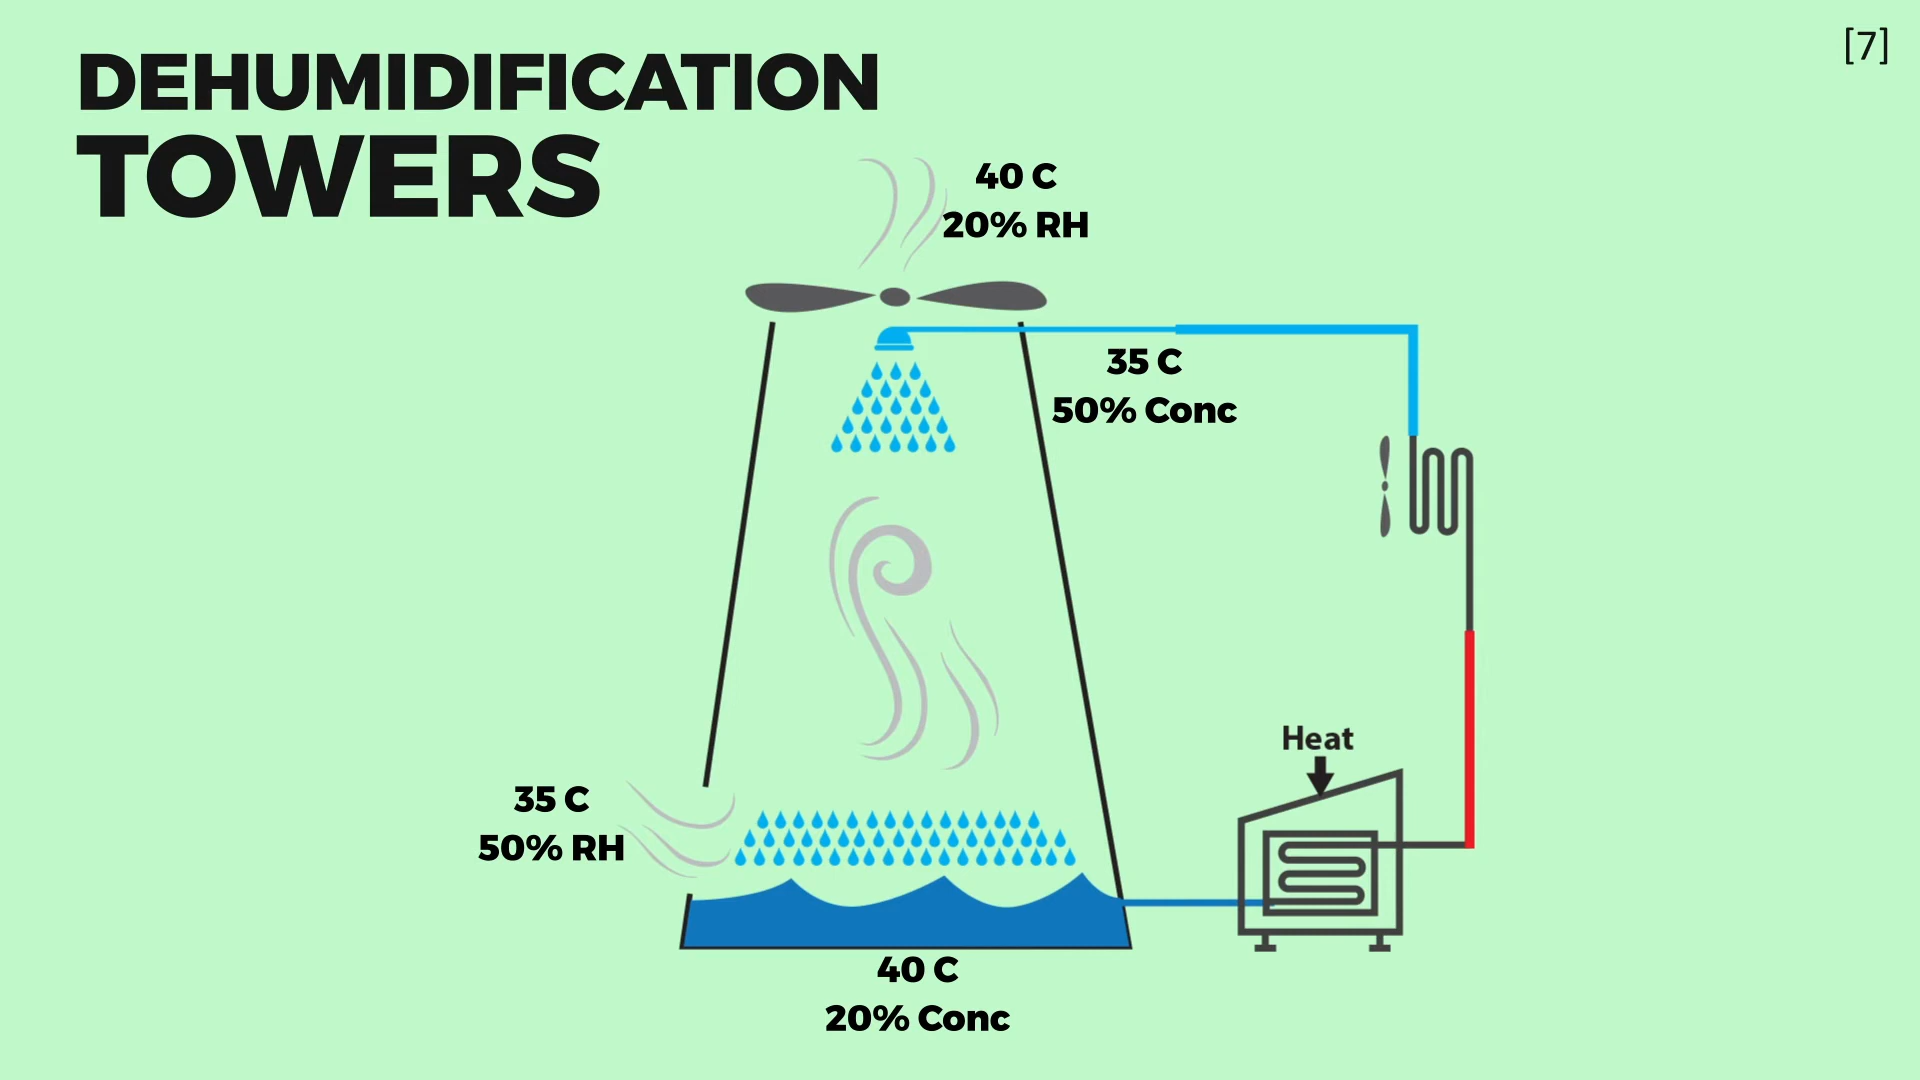 [7]
DEHUMIDIFICATION
TOWERS
40 C
20% RH
35 C
50% Conc
Heat
35 C
50% RH
40 C
20% Conc